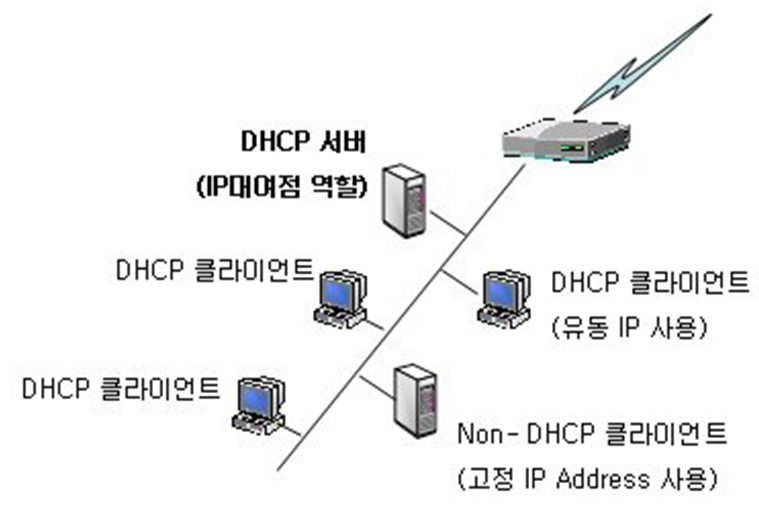 DHCP 서버
(IP대여점 역할)
DHCP 클라이언트
DHCP 클라이언트
(유동 IP 사용)
DHCP 클라이언트
Non-DHCP 클라이언트
(고정 IP Address 사용)